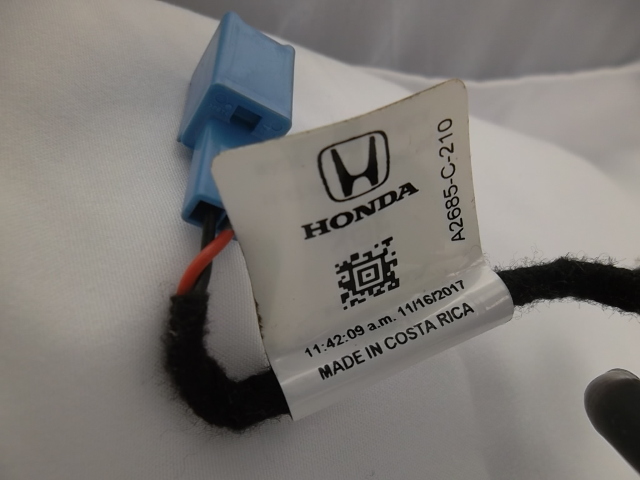 HONDA
A2685-C-210
11:42:09 a.m. 11/16/2017
MADE IN COSTA RICA